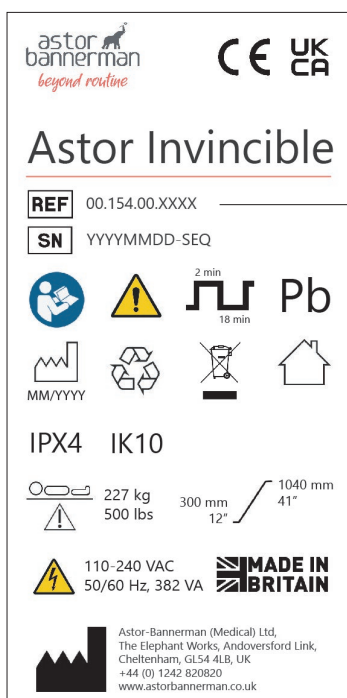 astor
bannerman
beyond routine
CE UK
CA
Astor Invincible
REF 00.154.00.XXXX
SN YYYYMMDD-SEQ
2 min
18 min
Pb
MM/YYYY
IPX4 IK10
227 kg
500 lbs
300 mm
12"
1040 mm
41"
110-240 VAC
50/60 Hz, 382 VA
MADE IN
BRITAIN
Astor-Bannerman (Medical) Ltd,
The Elephant Works, Andoversford Link,
Cheltenham, GL54 4LB, UK
+44 (0) 1242 820820
www.astorbannerman.co.uk